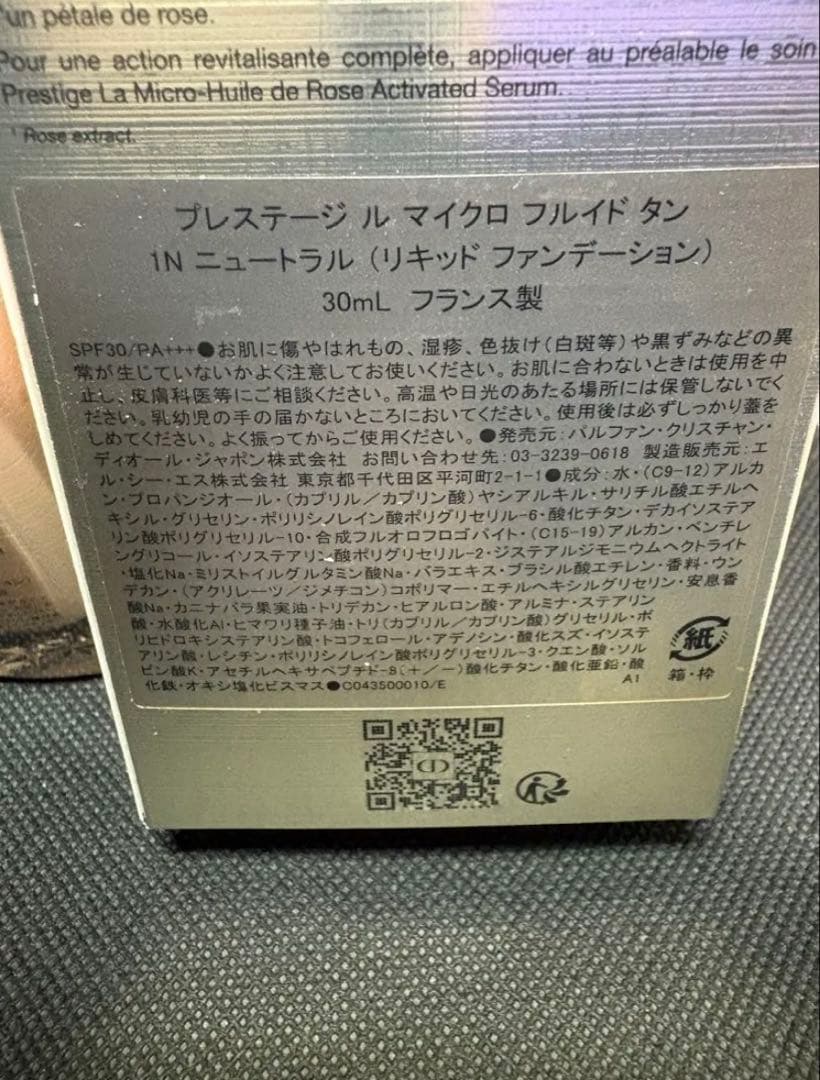 'un pétale de rose.
Pour une action revitalisante complète, appliquer au préalable le soin
Prestige La Micro-Huile de Rose Activated Serum.
¹ Rose extract.
プレステージ ル マイクロ フルイド タン
1N ニュートラル（リキッド ファンデーション）
30mL フランス製
SPF30/PA+++●お肌に傷やはれもの、湿疹、色抜け(白斑等)や黒ずみなどの異
常が生じていないかよく注意してお使いください。お肌に合わないときは使用を中
止し、皮膚科医等にご相談ください。高温や日光のあたる場所には保管しないでく
ださい。乳幼児の手の届かないところにおいてください。使用後は必ずしっかり蓋を
しめてください。よく振ってからご使用ください。●発売元：パルファン・クリスチャン・
ディオール・ジャポン株式会社 お問い合わせ先：03-3239-0618 製造販売元：エ
ル・シー・エス株式会社 東京都千代田区平河町2-1-1●成分：水・(C9-12)アルカ
ン・プロパンジオール・(カプリル／カプリン酸)ヤシアルキル・サリチル酸エチルヘ
キシル・グリセリン・ポリリシノレイン酸ポリグリセリル-6・酸化チタン・デカイソステア
リン酸ポリグリセリル-10・合成フルオロフロゴパイト・(C15-19)アルカン・ペンチレ
ングリコール・イソステアリン酸ポリグリセリル-2・ジステアルジモニウムヘクトライト
・塩化Na・ミリストイルグルタミン酸Na・バラエキス・ブラシル酸エチレン・香料・ウン
デカン・(アクリレーツ／ジメチコン)コポリマー・エチルヘキシルグリセリン・安息香
酸Na・カニナバラ果実油・トリデカン・ヒアルロン酸・アルミナ・ステアリン
酸・水酸化Al・ヒマワリ種子油・トリ(カプリル／カプリン酸)グリセリル・ポ
リヒドロキシステアリン酸・トコフェロール・アデノシン・酸化スズ・イソステ
アリン酸・レシチン・ポリリシノレイン酸ポリグリセリル-3・クエン酸・ソル
ビン酸K・アセチルヘキサペプチド-8・(＋／－)酸化チタン・酸化亜鉛・酸
化鉄・オキシ塩化ビスマス●C043500010/E
A1
紙
箱・枠
CD